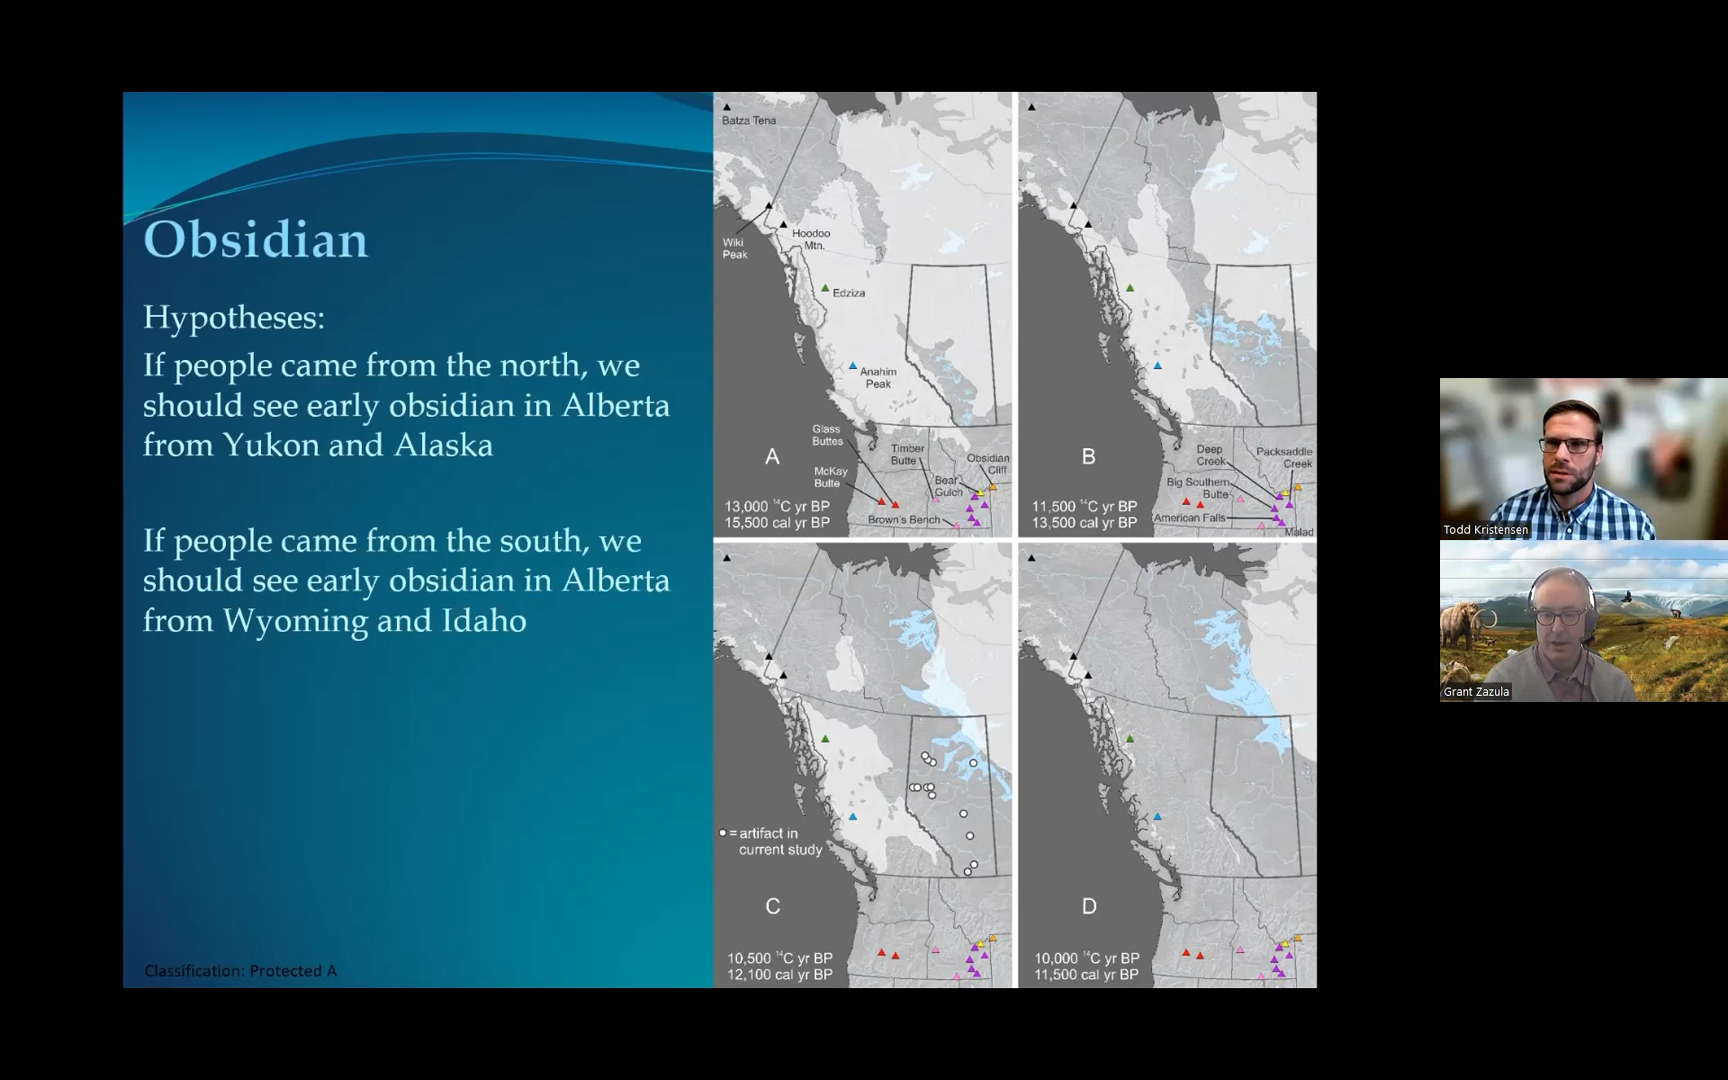 Obsidian
Hypotheses:
If people came from the north, we
should see early obsidian in Alberta
from Yukon and Alaska
If people came from the south, we
should see early obsidian in Alberta
from Wyoming and Idaho
Classification: Protected A
Batza Tena
Wiki
Peak
Hoodoo
Mtn.
Edziza
Anahim
Peak
Glass
Buttes
McKay
Butte
Timber
Butte
Bear
Gulch
Obsidian
Cliff
Brown's Bench
A
13,000 14C yr BP
15,500 cal yr BP
Deep
Creek
Packsaddle
Creek
Big Southern
Butte
American Falls
Malad
B
11,500 14C yr BP
13,500 cal yr BP
= artifact in
current study
C
10,500 14C yr BP
12,100 cal yr BP
D
10,000 14C yr BP
11,500 cal yr BP
Todd Kristensen
Grant Zazula